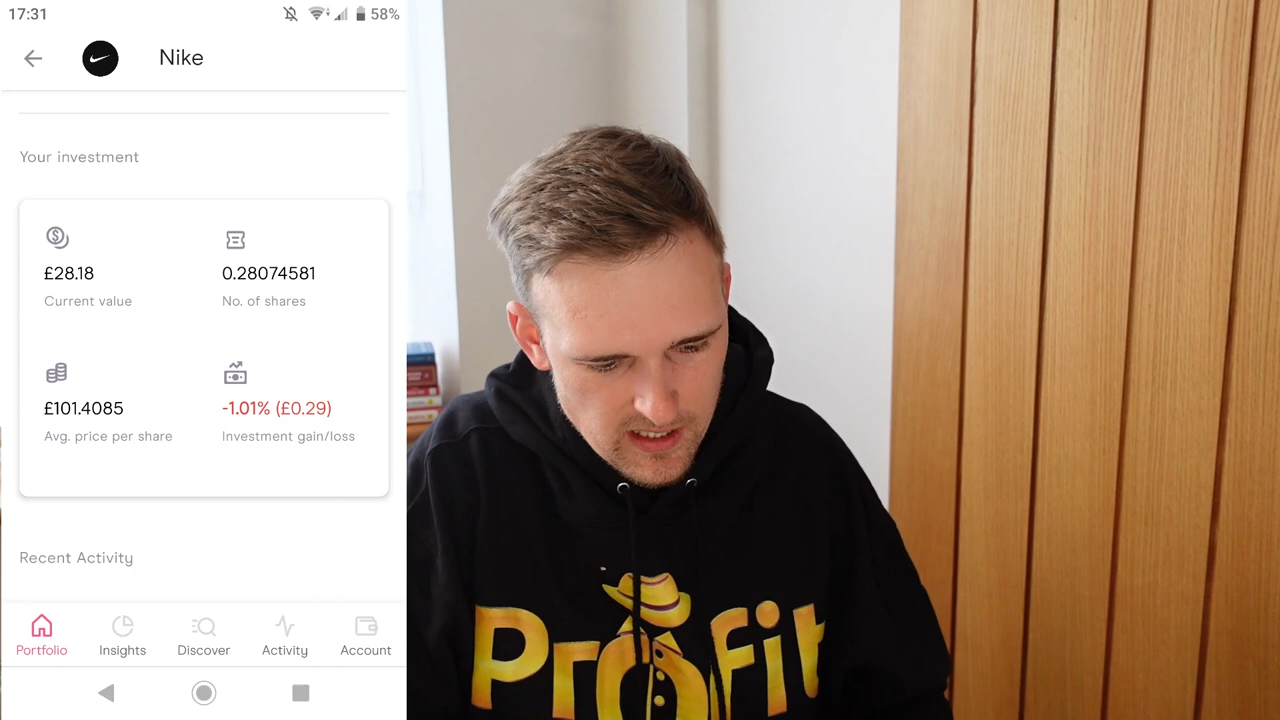 17:31
58%
Nike
Your investment
£28.18
0.28074581
Current value
No. of shares
£101.4085
-1.01% (£0.29)
Avg. price per share
Investment gain/loss
Recent Activity
Portfolio
Insights
Discover
Activity
Account
Profit